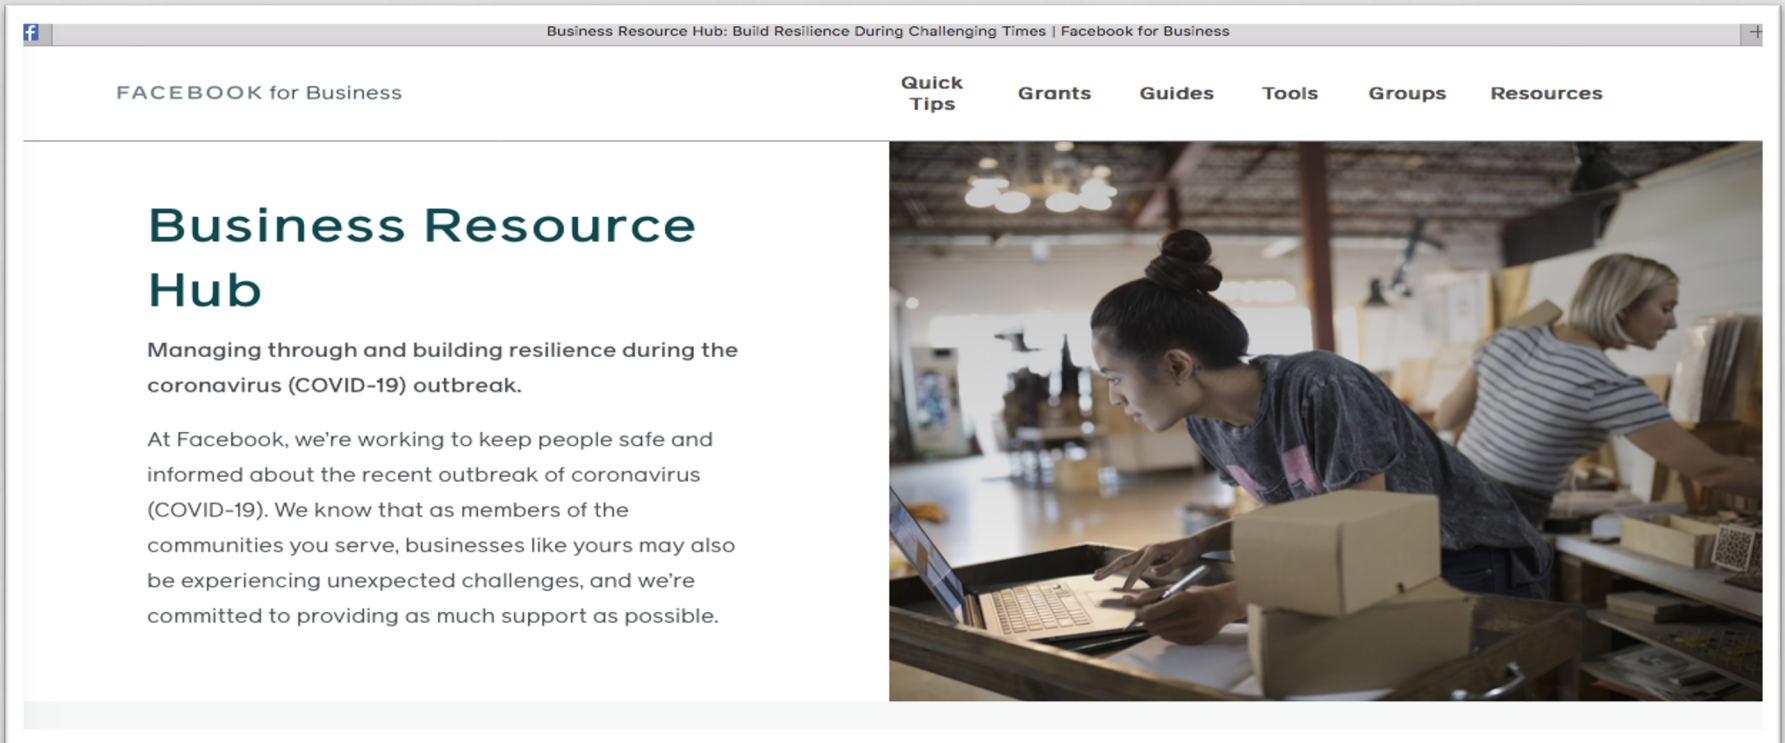 Business Resource Hub: Build Resilience During Challenging Times | Facebook for Business
FACEBOOK for Business
Quick
Tips
Grants
Guides
Tools
Groups
Resources
Business Resource
Hub
Managing through and building resilience during the
coronavirus (COVID-19) outbreak.
At Facebook, we're working to keep people safe and
informed about the recent outbreak of coronavirus
(COVID-19). We know that as members of the
communities you serve, businesses like yours may also
be experiencing unexpected challenges, and we're
committed to providing as much support as possible.